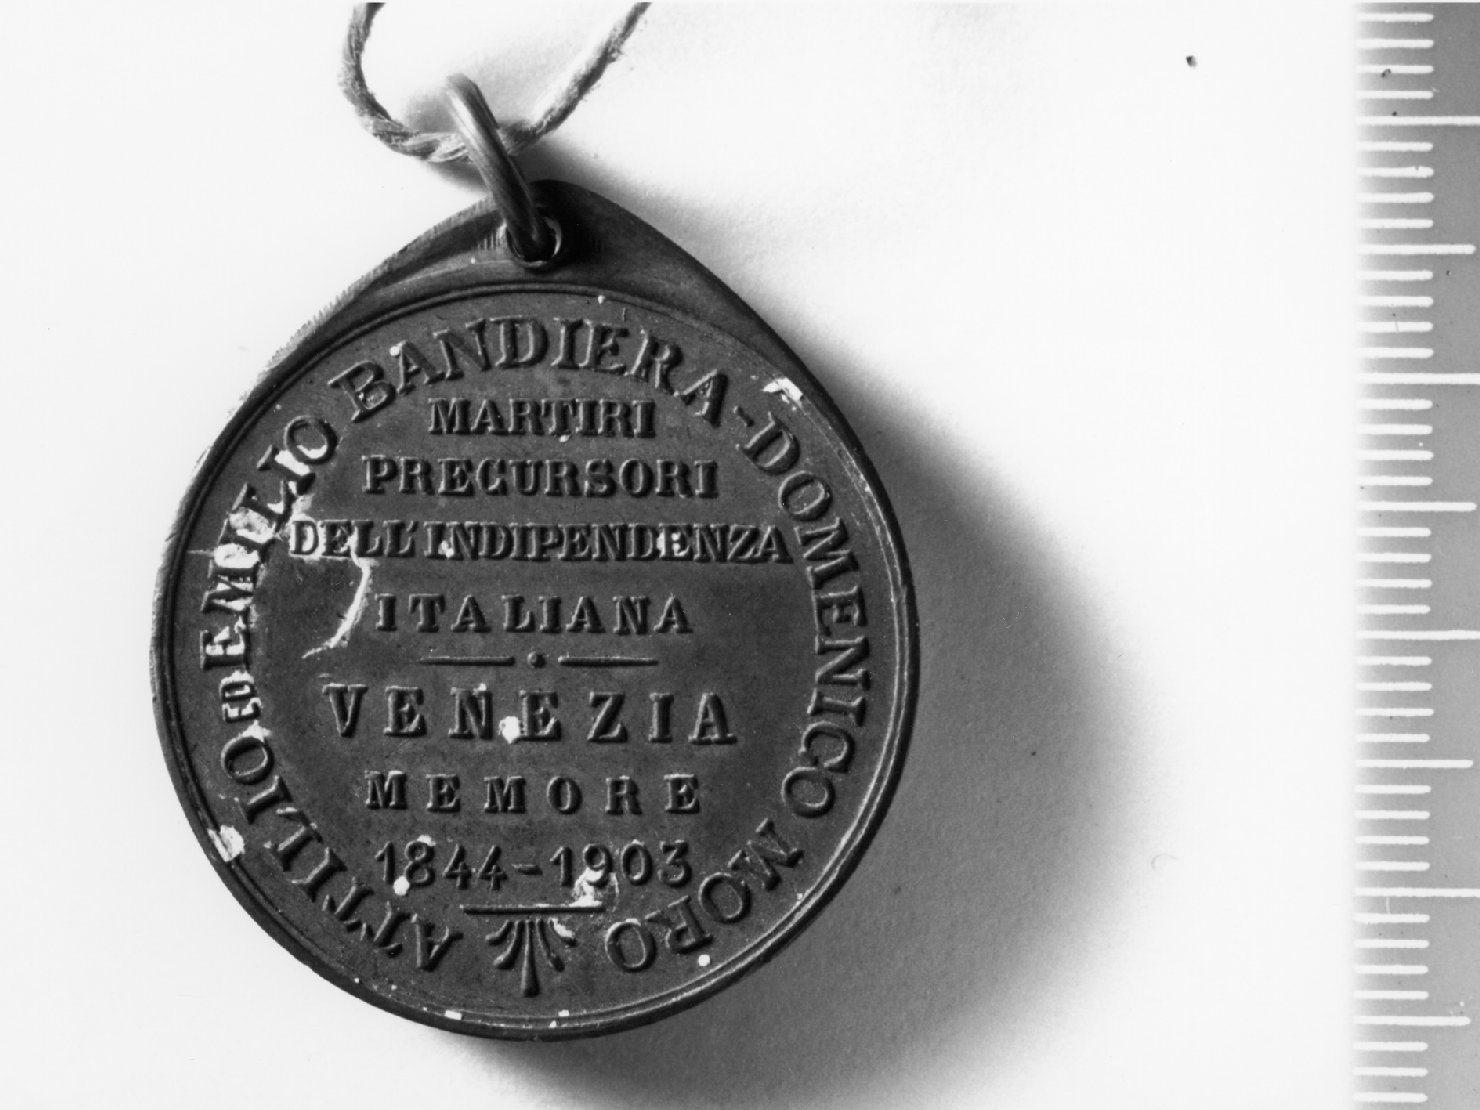 ATTILIO ED EMILIO BANDIERA - DOMENICO MORO
MARTIRI
PRECURSORI
DELL'INDIPENDENZA
ITALIANA
VENEZIA
MEMORE
1844-1903